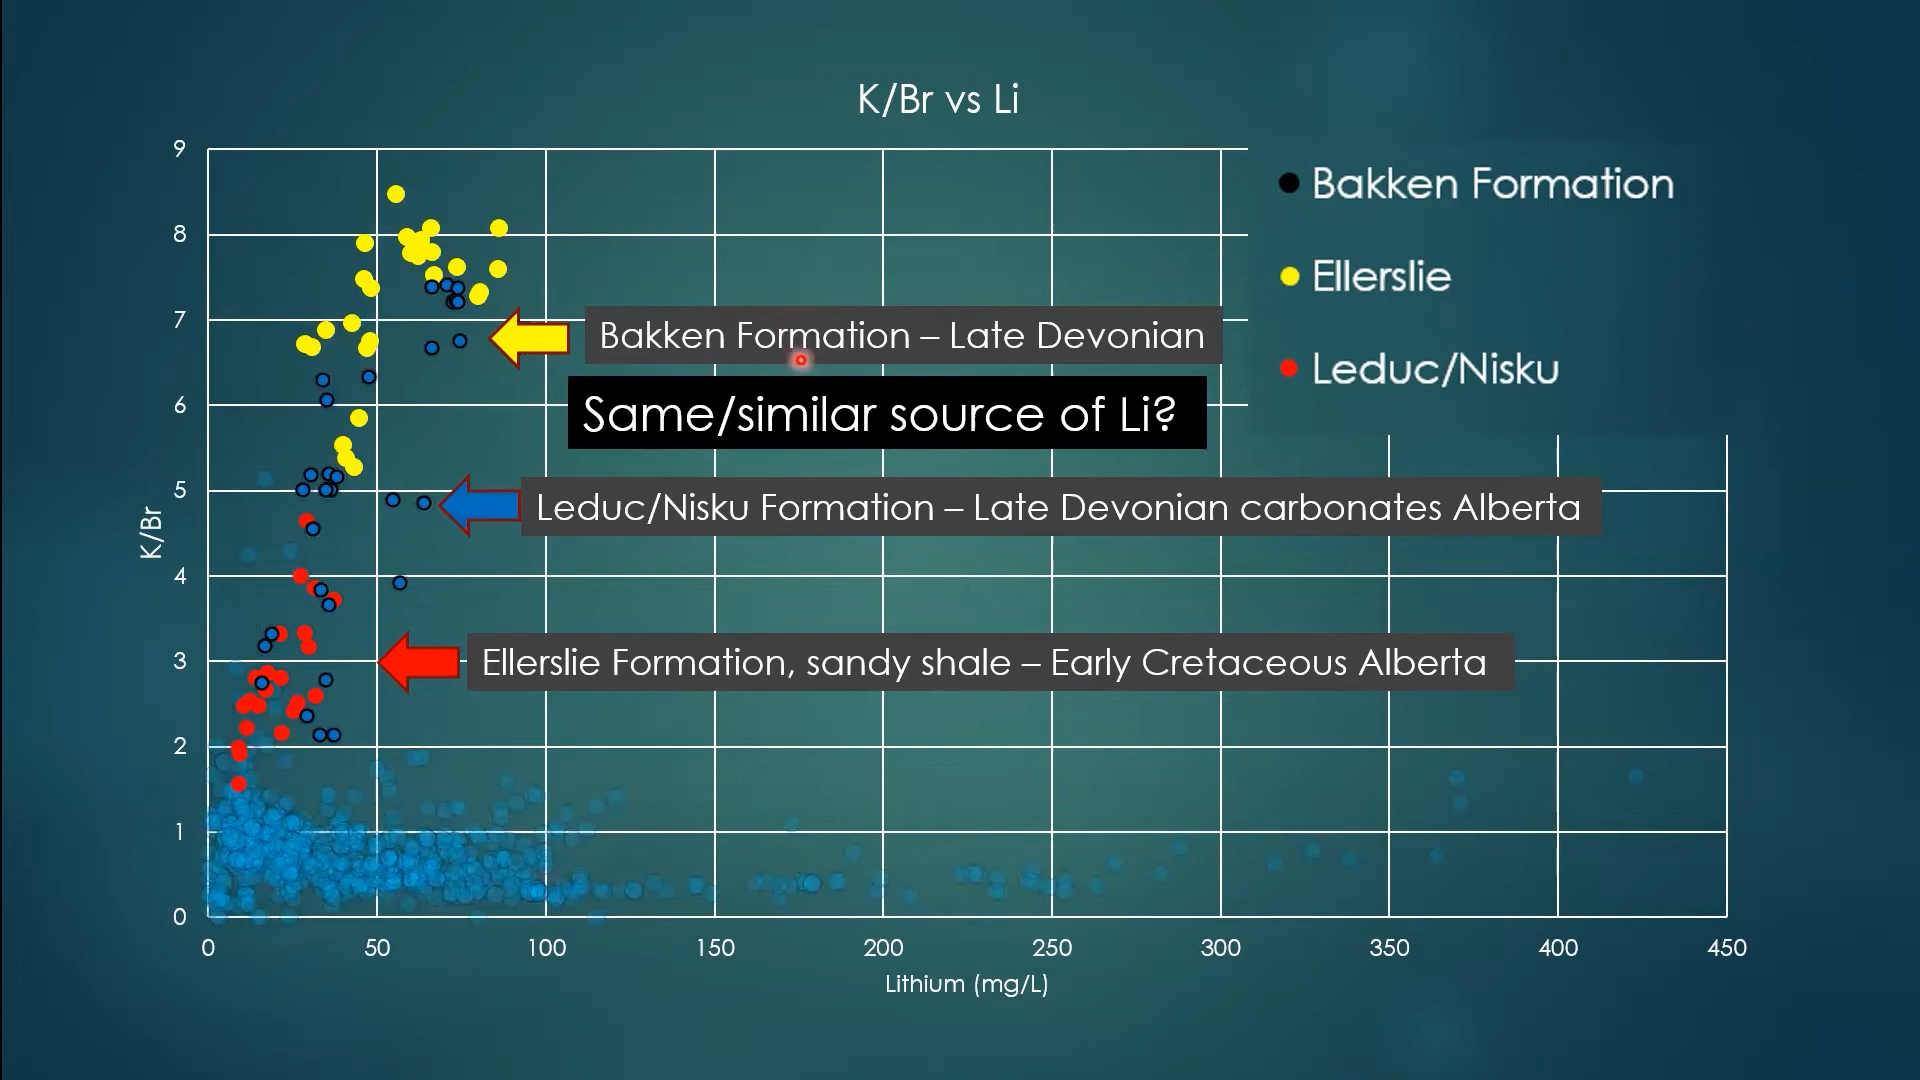 K/Br vs Li
9
8
7
6
5
4
3
2
1
0
K/Br
0 50 100 150 200 250 300 350 400 450
Lithium (mg/L)
Bakken Formation
Ellerslie
Leduc/Nisku
Bakken Formation – Late Devonian
Same/similar source of Li?
Leduc/Nisku Formation – Late Devonian carbonates Alberta
Ellerslie Formation, sandy shale – Early Cretaceous Alberta